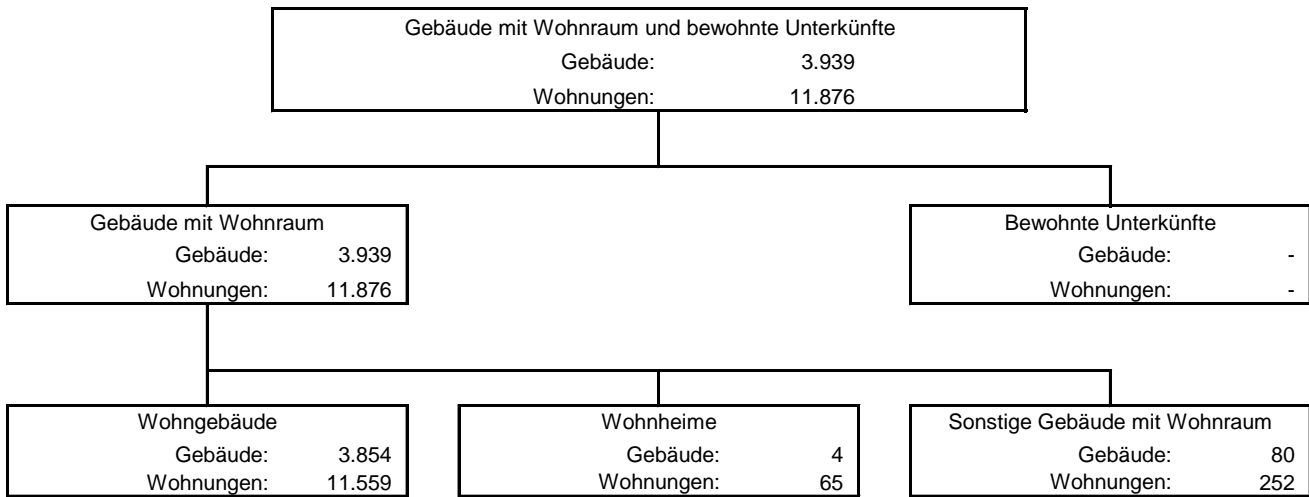 Gebäude mit Wohnraum und bewohnte Unterkünfte
Gebäude: 3.939
Wohnungen: 11.876
Gebäude mit Wohnraum
Gebäude: 3.939
Wohnungen: 11.876
Bewohnte Unterkünfte
Gebäude: -
Wohnungen: -
Wohngebäude
Gebäude: 3.854
Wohnungen: 11.559
Wohnheime
Gebäude: 4
Wohnungen: 65
Sonstige Gebäude mit Wohnraum
Gebäude: 80
Wohnungen: 252